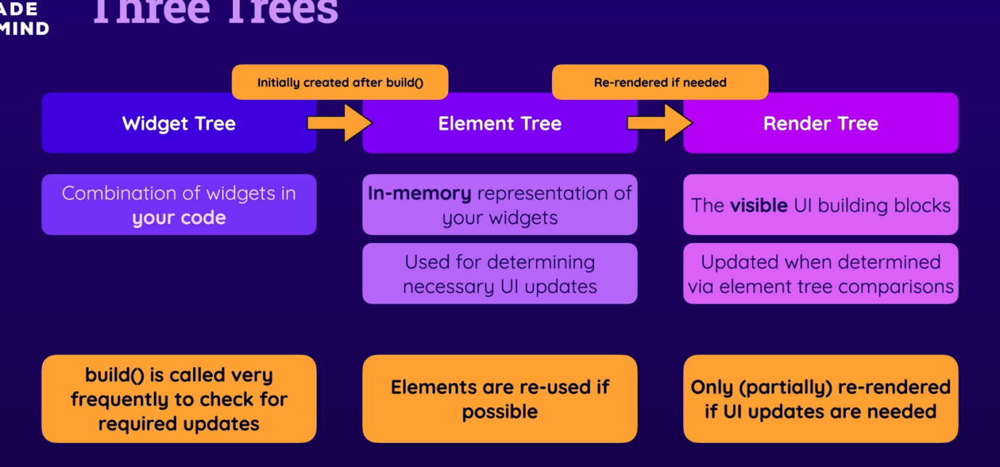 ADE
MIND
Three Trees
Initially created after build()
Re-rendered if needed
Widget Tree
Element Tree
Render Tree
Combination of widgets in
your code
In-memory representation of
your widgets
The visible UI building blocks
Used for determining
necessary UI updates
Updated when determined
via element tree comparisons
build() is called very
frequently to check for
required updates
Elements are re-used if
possible
Only (partially) re-rendered
if UI updates are needed